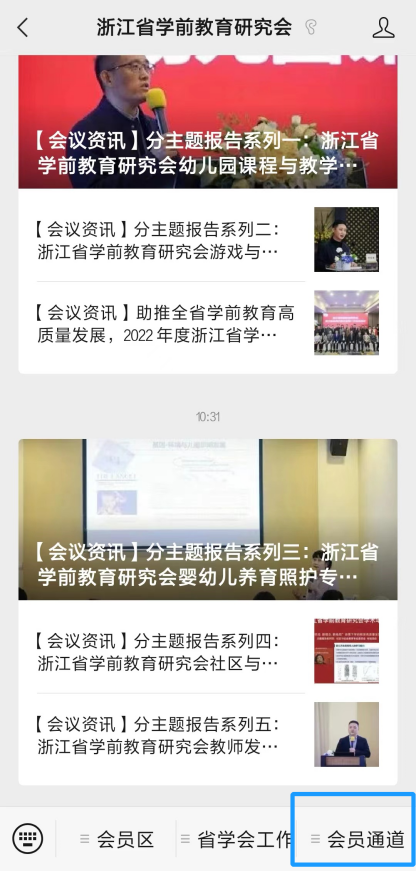 浙江省学前教育研究会
【会议资讯】分主题报告系列一：浙江省
学前教育研究会幼儿园课程与教学…
【会议资讯】分主题报告系列二：
浙江省学前教育研究会游戏与…
【会议资讯】助推全省学前教育高
质量发展，2022年度浙江省学…
10:31
【会议资讯】分主题报告系列三：浙江省
学前教育研究会婴幼儿养育照护专…
【会议资讯】分主题报告系列四：
浙江省学前教育研究会社区与…
【会议资讯】分主题报告系列五：
浙江省学前教育研究会教师发…
会员区
省学会工作
会员通道